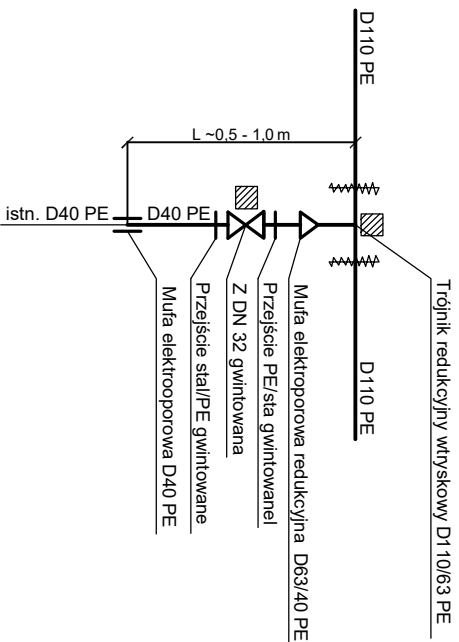 D110 PE
Trójnik redukcyjny wtryskowy D110/63 PE
L ~0,5 - 1,0 m
istn. D40 PE
D40 PE
D110 PE
Mufa elektroporowa redukcyjna D63/40 PE
Przejście PE/sta gwintowanel
Z DN 32 gwintowana
Przejście stal/PE gwintowane
Mufa elektrooporowa D40 PE